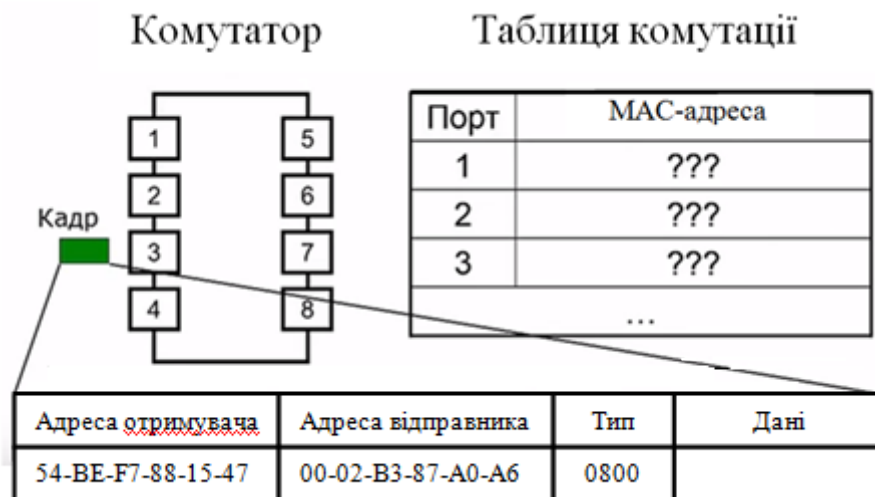 Комутатор
Таблиця комутації
Порт MAC-адреса
1 ???
2 ???
3 ???
...
1 5
2 6
Кадр
3 7
4 8
Адреса отримувача Адреса відправника Тип Дані
54-BE-F7-88-15-47 00-02-B3-87-A0-A6 0800